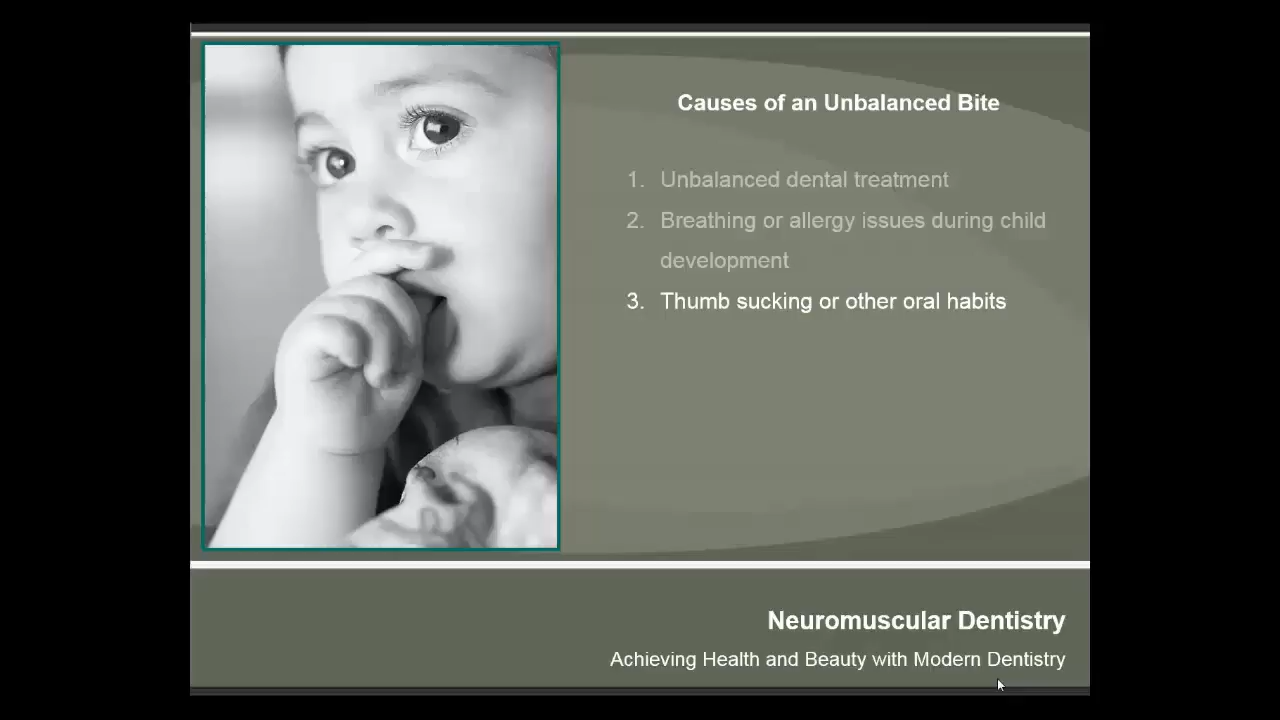 Causes of an Unbalanced Bite
1. Unbalanced dental treatment
2. Breathing or allergy issues during child
development
3. Thumb sucking or other oral habits
Neuromuscular Dentistry
Achieving Health and Beauty with Modern Dentistry